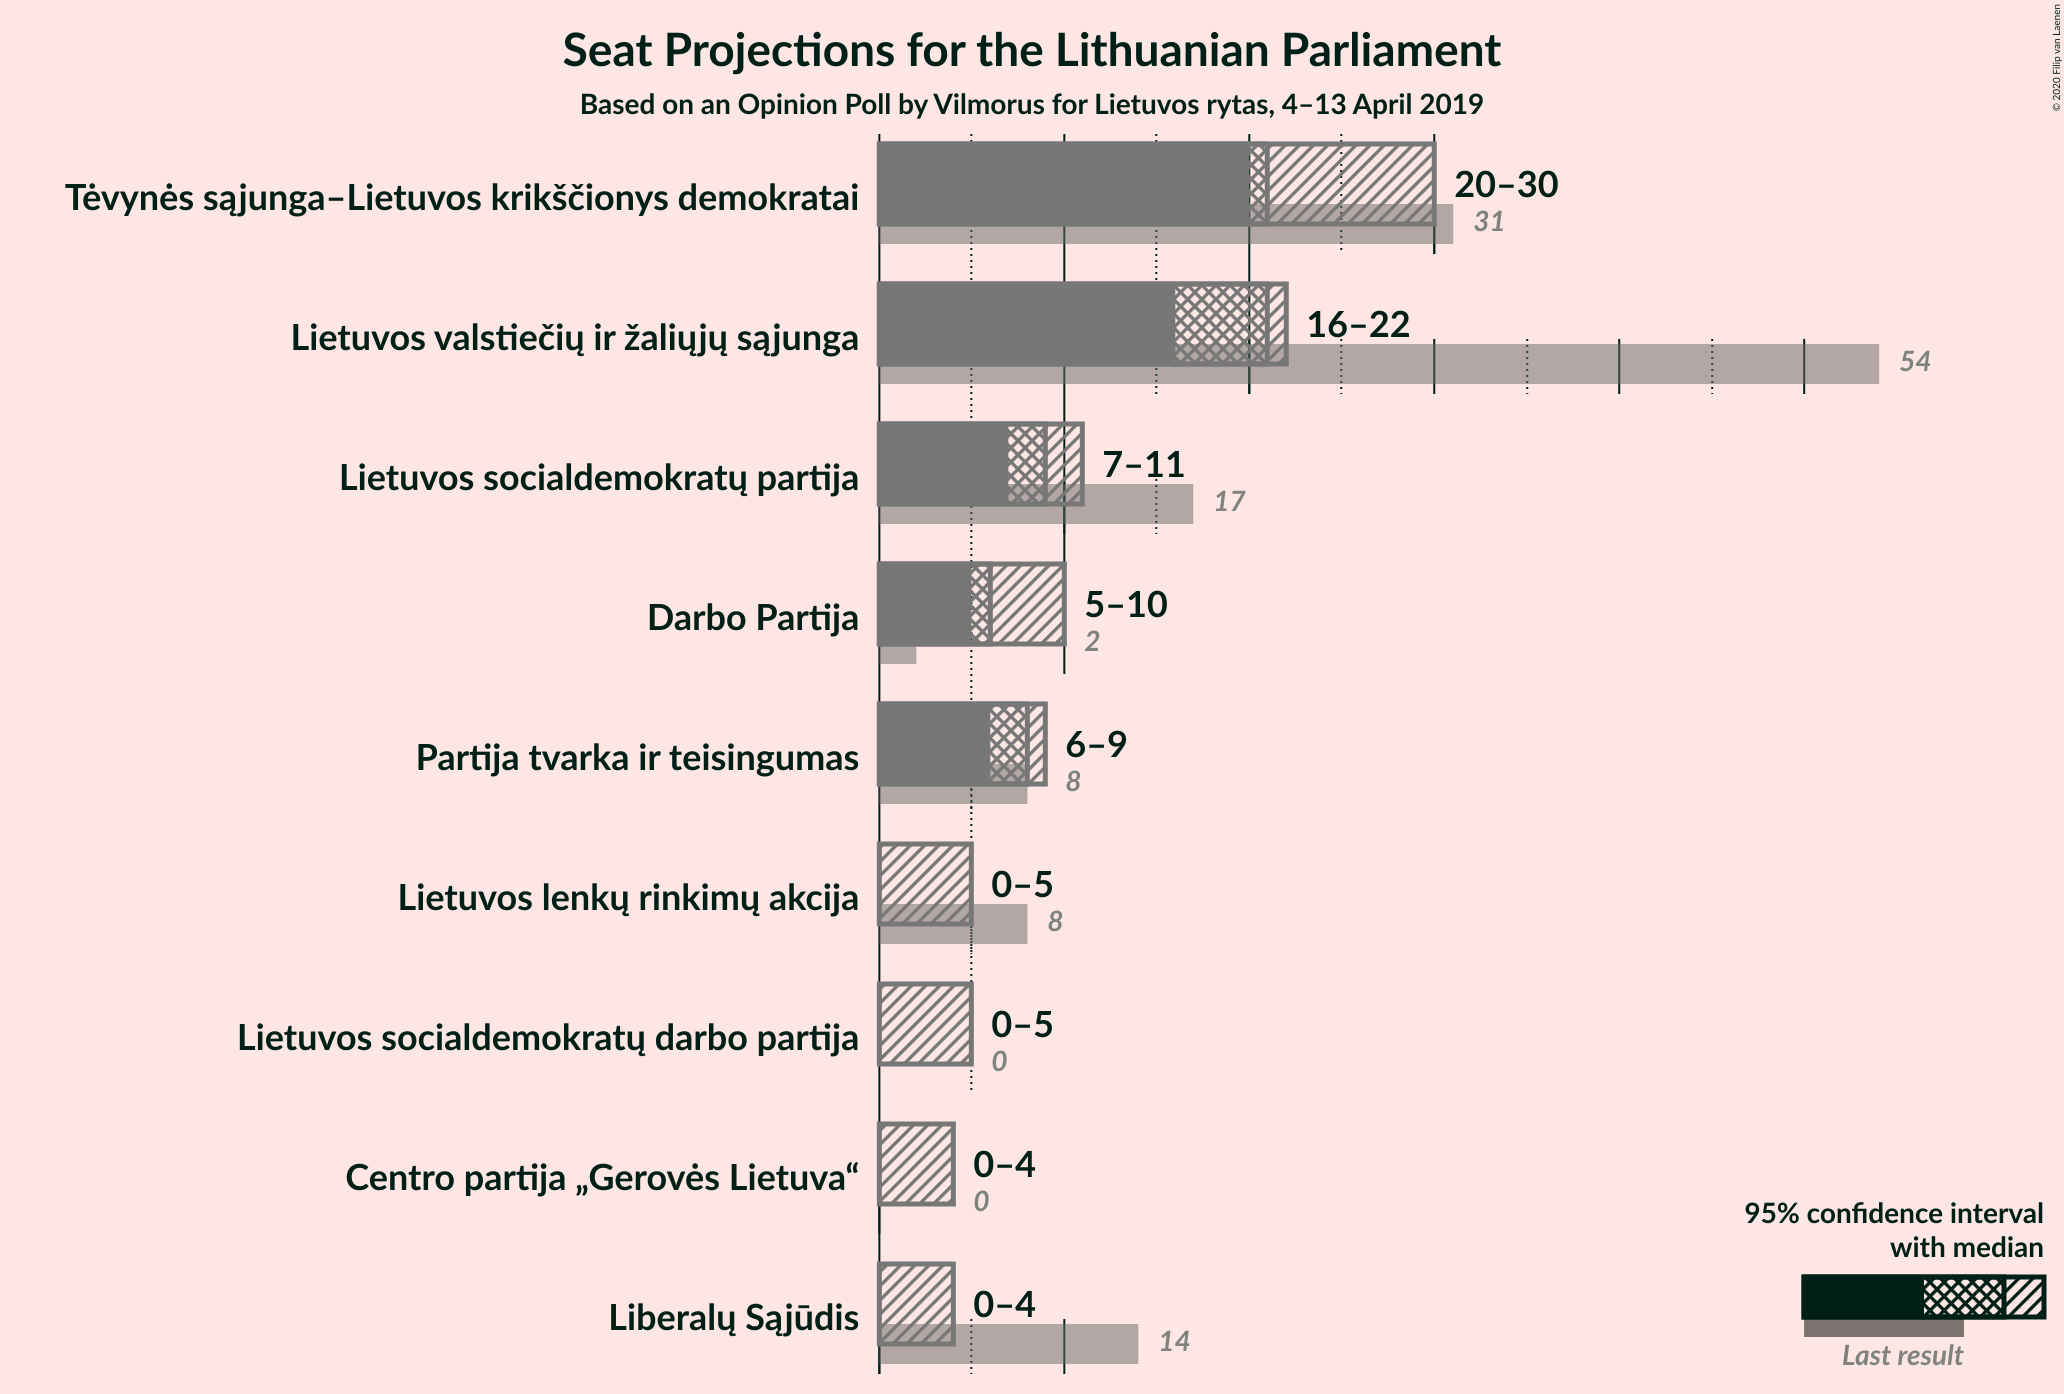 Seat Projections for the Lithuanian Parliament
Based on an Opinion Poll by Vilmorus for Lietuvos rytas, 4–13 April 2019
© 2020 Filip van Laenen
Tėvynės sąjunga–Lietuvos krikščionys demokratai
20–30
31
Lietuvos valstiečių ir žaliųjų sąjunga
16–22
54
Lietuvos socialdemokratų partija
7–11
17
Darbo Partija
5–10
2
Partija tvarka ir teisingumas
6–9
8
Lietuvos lenkų rinkimų akcija
0–5
8
Lietuvos socialdemokratų darbo partija
0–5
0
Centro partija „Gerovės Lietuva“
0–4
0
Liberalų Sąjūdis
0–4
14
95% confidence interval
with median
Last result